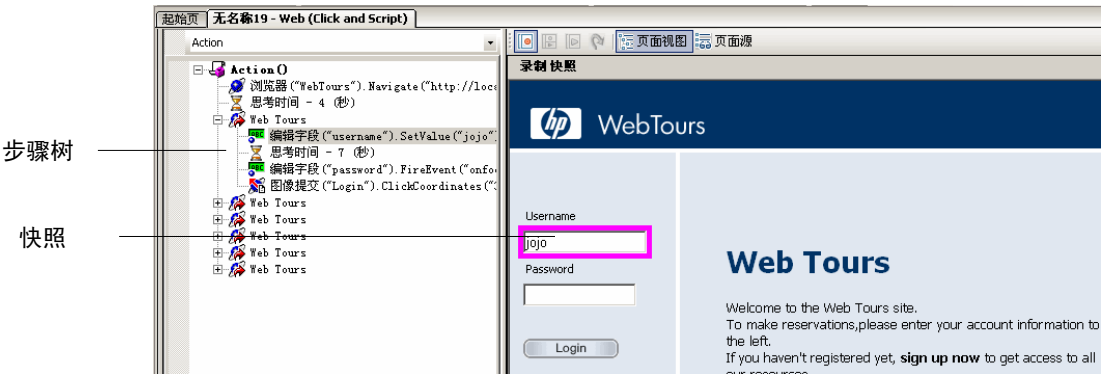 起始页 无名称19 - Web (Click and Script)
Action
Action()
浏览器("WebTours").Navigate("http://loc
思考时间 - 4 (秒)
Web Tours
编辑字段("username").SetValue("jojo"
思考时间 - 7 (秒)
编辑字段("password").FireEvent("onfo
图像提交("Login").ClickCoordinates("
Web Tours
Web Tours
Web Tours
Web Tours
Web Tours
步骤树
快照
页面视图 页面源
录制快照
hp WebTours
Username
jojo
Password
Login
Web Tours
Welcome to the Web Tours site.
To make reservations,please enter your account information to
the left.
If you haven't registered yet, sign up now to get access to all
our resources